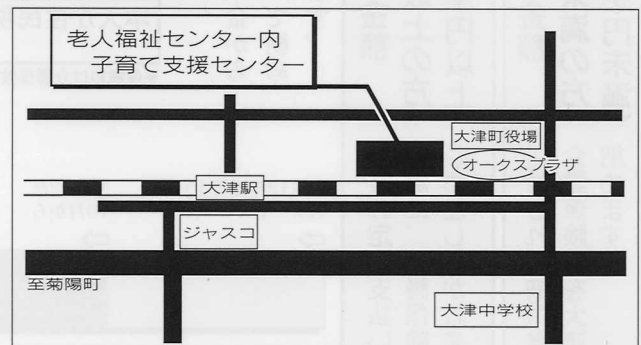 老人福祉センター内
子育て支援センター
大津町役場
オークスプラザ
大津駅
ジャスコ
至菊陽町
大津中学校